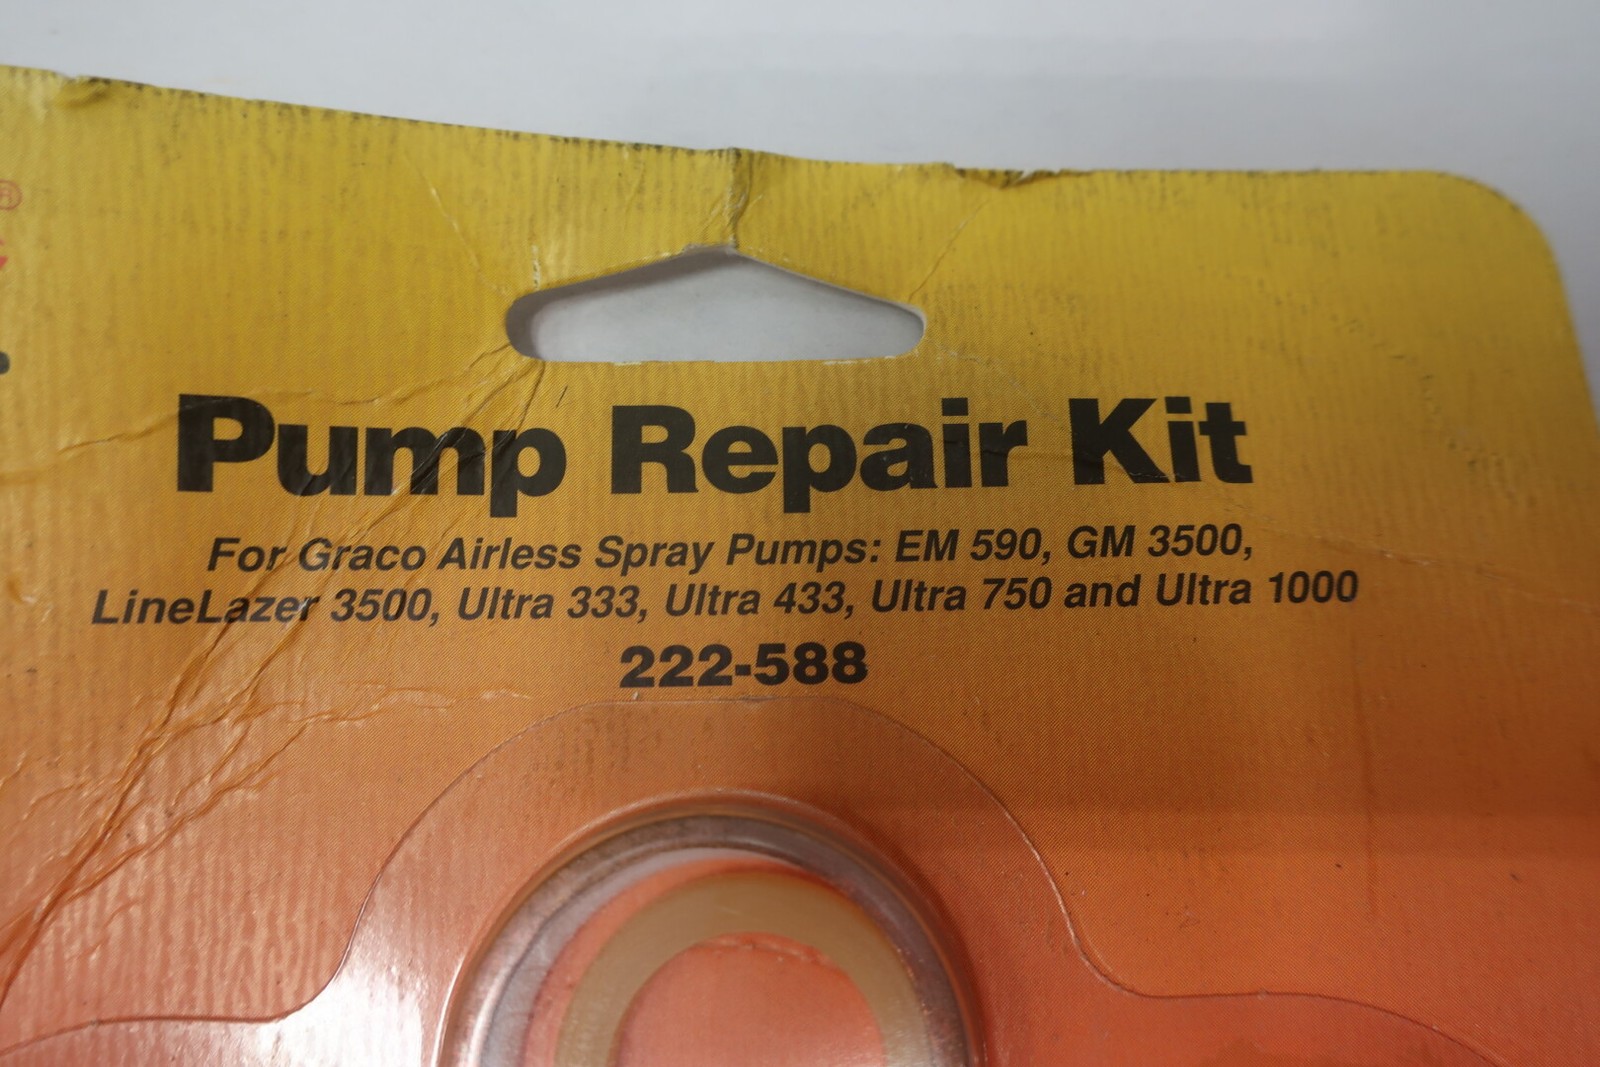 ®
Pump Repair Kit
For Graco Airless Spray Pumps: EM 590, GM 3500,
LineLazer 3500, Ultra 333, Ultra 433, Ultra 750 and Ultra 1000
222-588